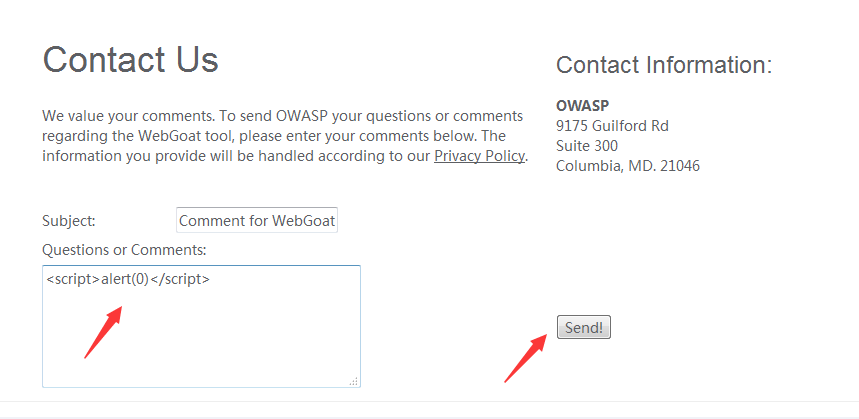 Contact Us
We value your comments. To send OWASP your questions or comments
regarding the WebGoat tool, please enter your comments below. The
information you provide will be handled according to our Privacy Policy.
Contact Information:
OWASP
9175 Guilford Rd
Suite 300
Columbia, MD. 21046
Subject: Comment for WebGoat
Questions or Comments:
<script>alert(0)</script>
Send!